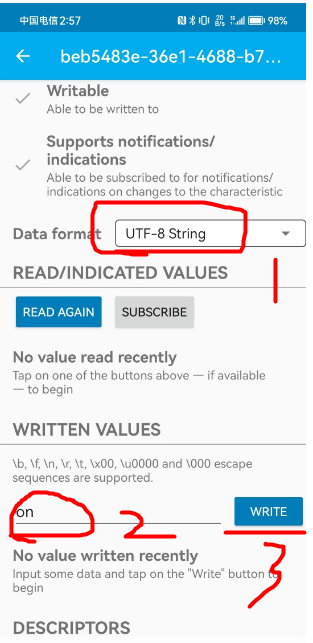 中国电信2:57
20 B/s
98%
beb5483e-36e1-4688-b7...
Writable
Able to be written to
Supports notifications/
indications
Able to be subscribed to for notifications/
indications on changes to the characteristic
Data format UTF-8 String
1
READ/INDICATED VALUES
READ AGAIN SUBSCRIBE
No value read recently
Tap on one of the buttons above — if available
— to begin
WRITTEN VALUES
\b, \f, \n, \r, \t, \x00, \u0000 and \000 escape
sequences are supported.
on 2 WRITE
3
No value written recently
Input some data and tap on the "Write" button to
begin
DESCRIPTORS